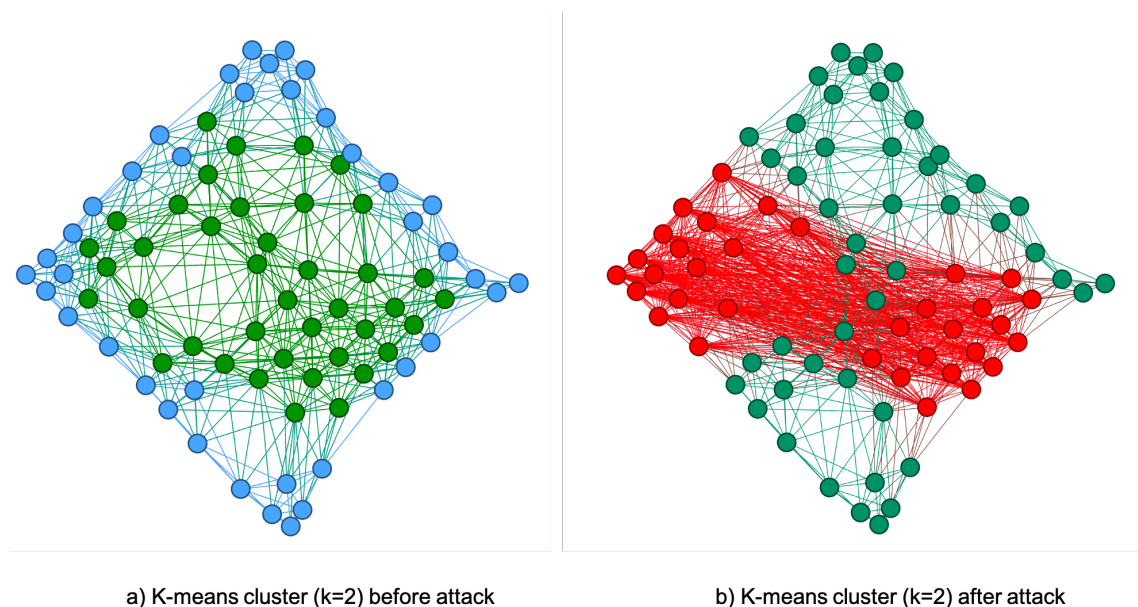 a) K-means cluster (k=2) before attack
b) K-means cluster (k=2) after attack